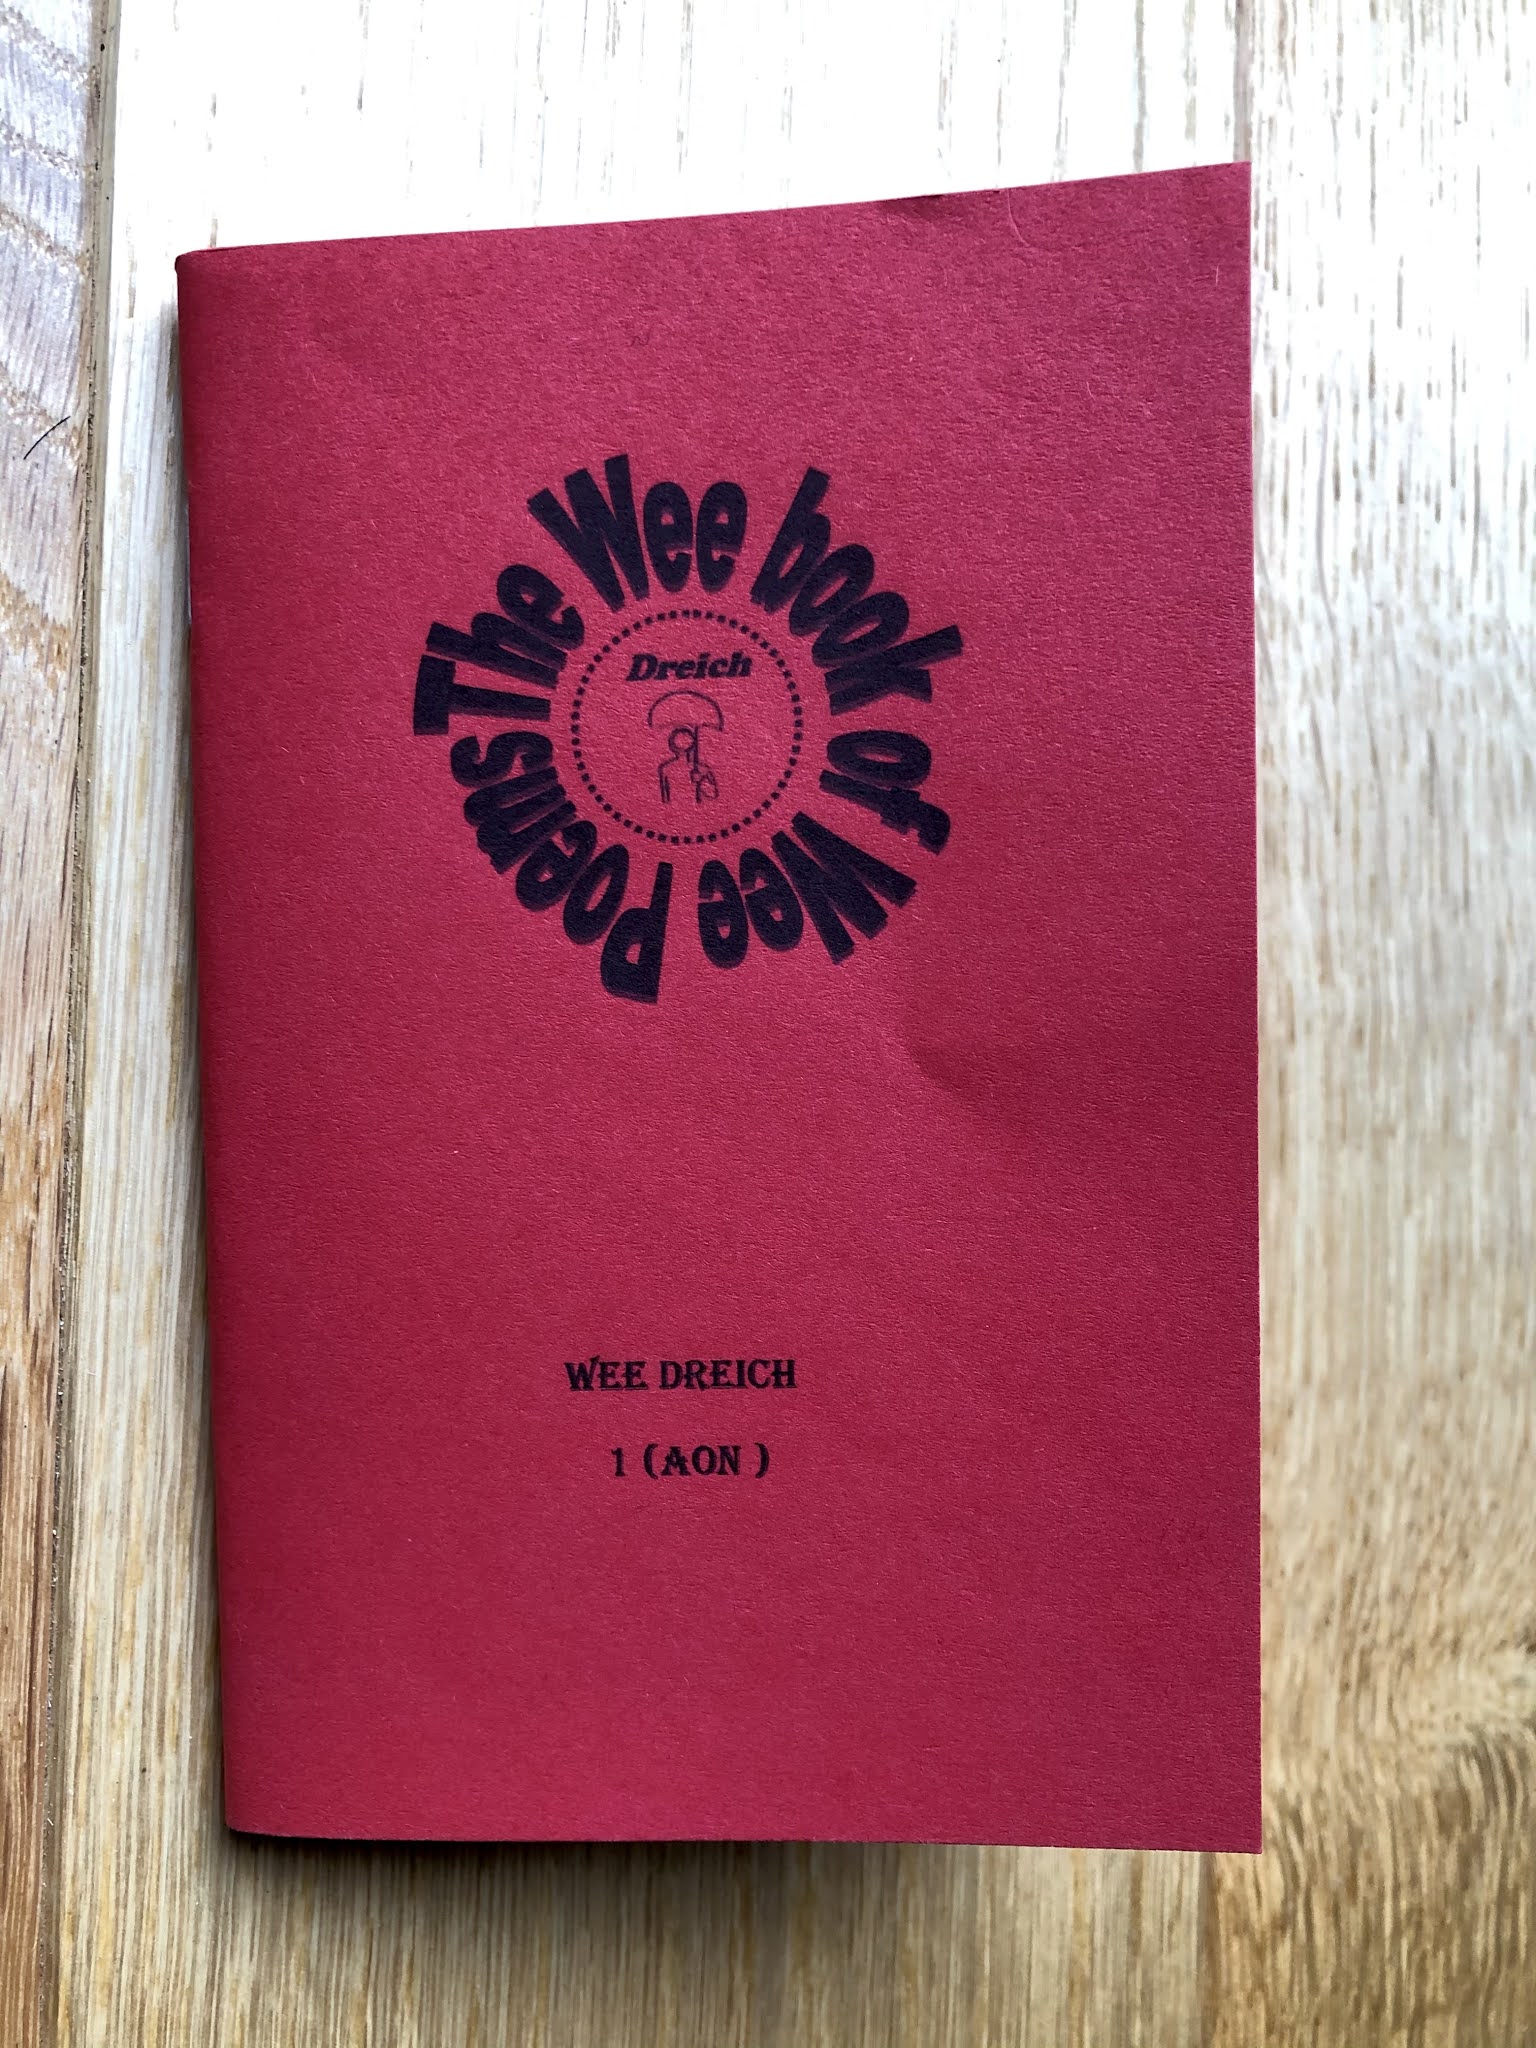 The Wee book of Wee Poems
Dreich
WEE DREICH
1 (AON )